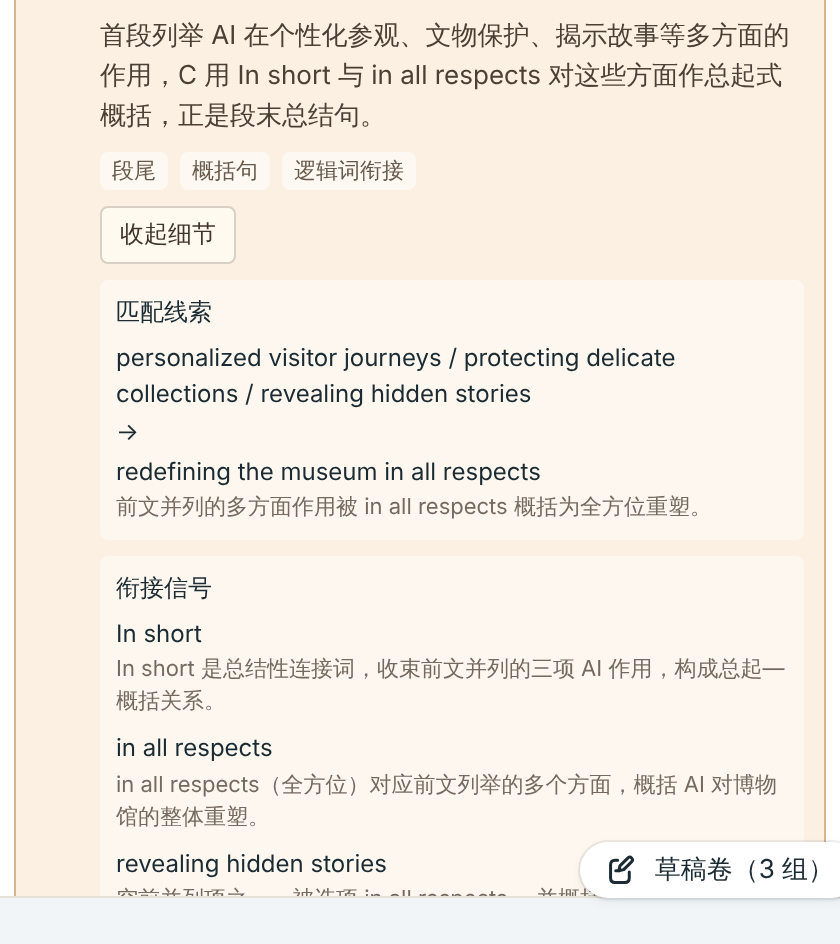 首段列举 AI 在个性化参观、文物保护、揭示故事等多方面的
作用，C 用 In short 与 in all respects 对这些方面作总起式
概括，正是段末总结句。
段尾 概括句 逻辑词衔接
收起细节
匹配线索
personalized visitor journeys / protecting delicate
collections / revealing hidden stories
→
redefining the museum in all respects
前文并列的多方面作用被 in all respects 概括为全方位重塑。
衔接信号
In short
In short 是总结性连接词，收束前文并列的三项 AI 作用，构成总起—
概括关系。
in all respects
in all respects（全方位）对应前文列举的多个方面，概括 AI 对博物
馆的整体重塑。
revealing hidden stories
草稿卷（3 组）